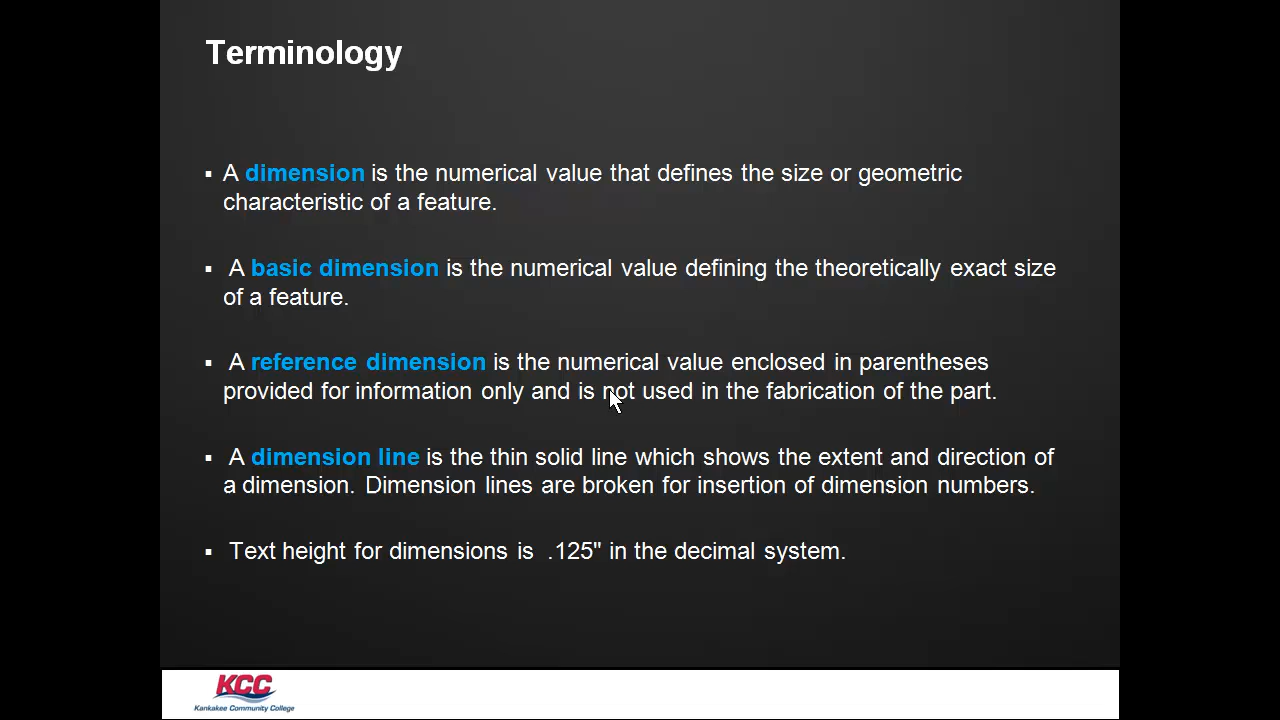 Terminology
▪ A dimension is the numerical value that defines the size or geometric
characteristic of a feature.
▪ A basic dimension is the numerical value defining the theoretically exact size
of a feature.
▪ A reference dimension is the numerical value enclosed in parentheses
provided for information only and is not used in the fabrication of the part.
▪ A dimension line is the thin solid line which shows the extent and direction of
a dimension. Dimension lines are broken for insertion of dimension numbers.
▪ Text height for dimensions is .125" in the decimal system.
KCC
Kankakee Community College